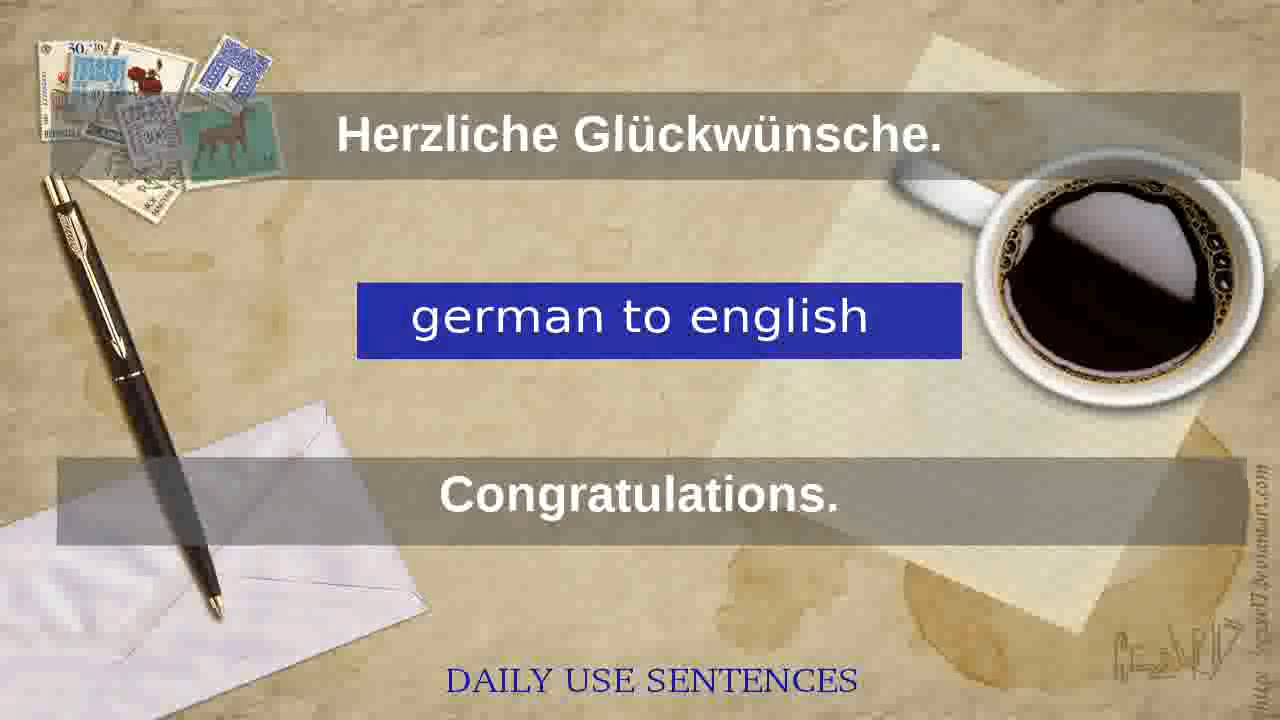 Herzliche Glückwünsche.
german to english
Congratulations.
DAILY USE SENTENCES